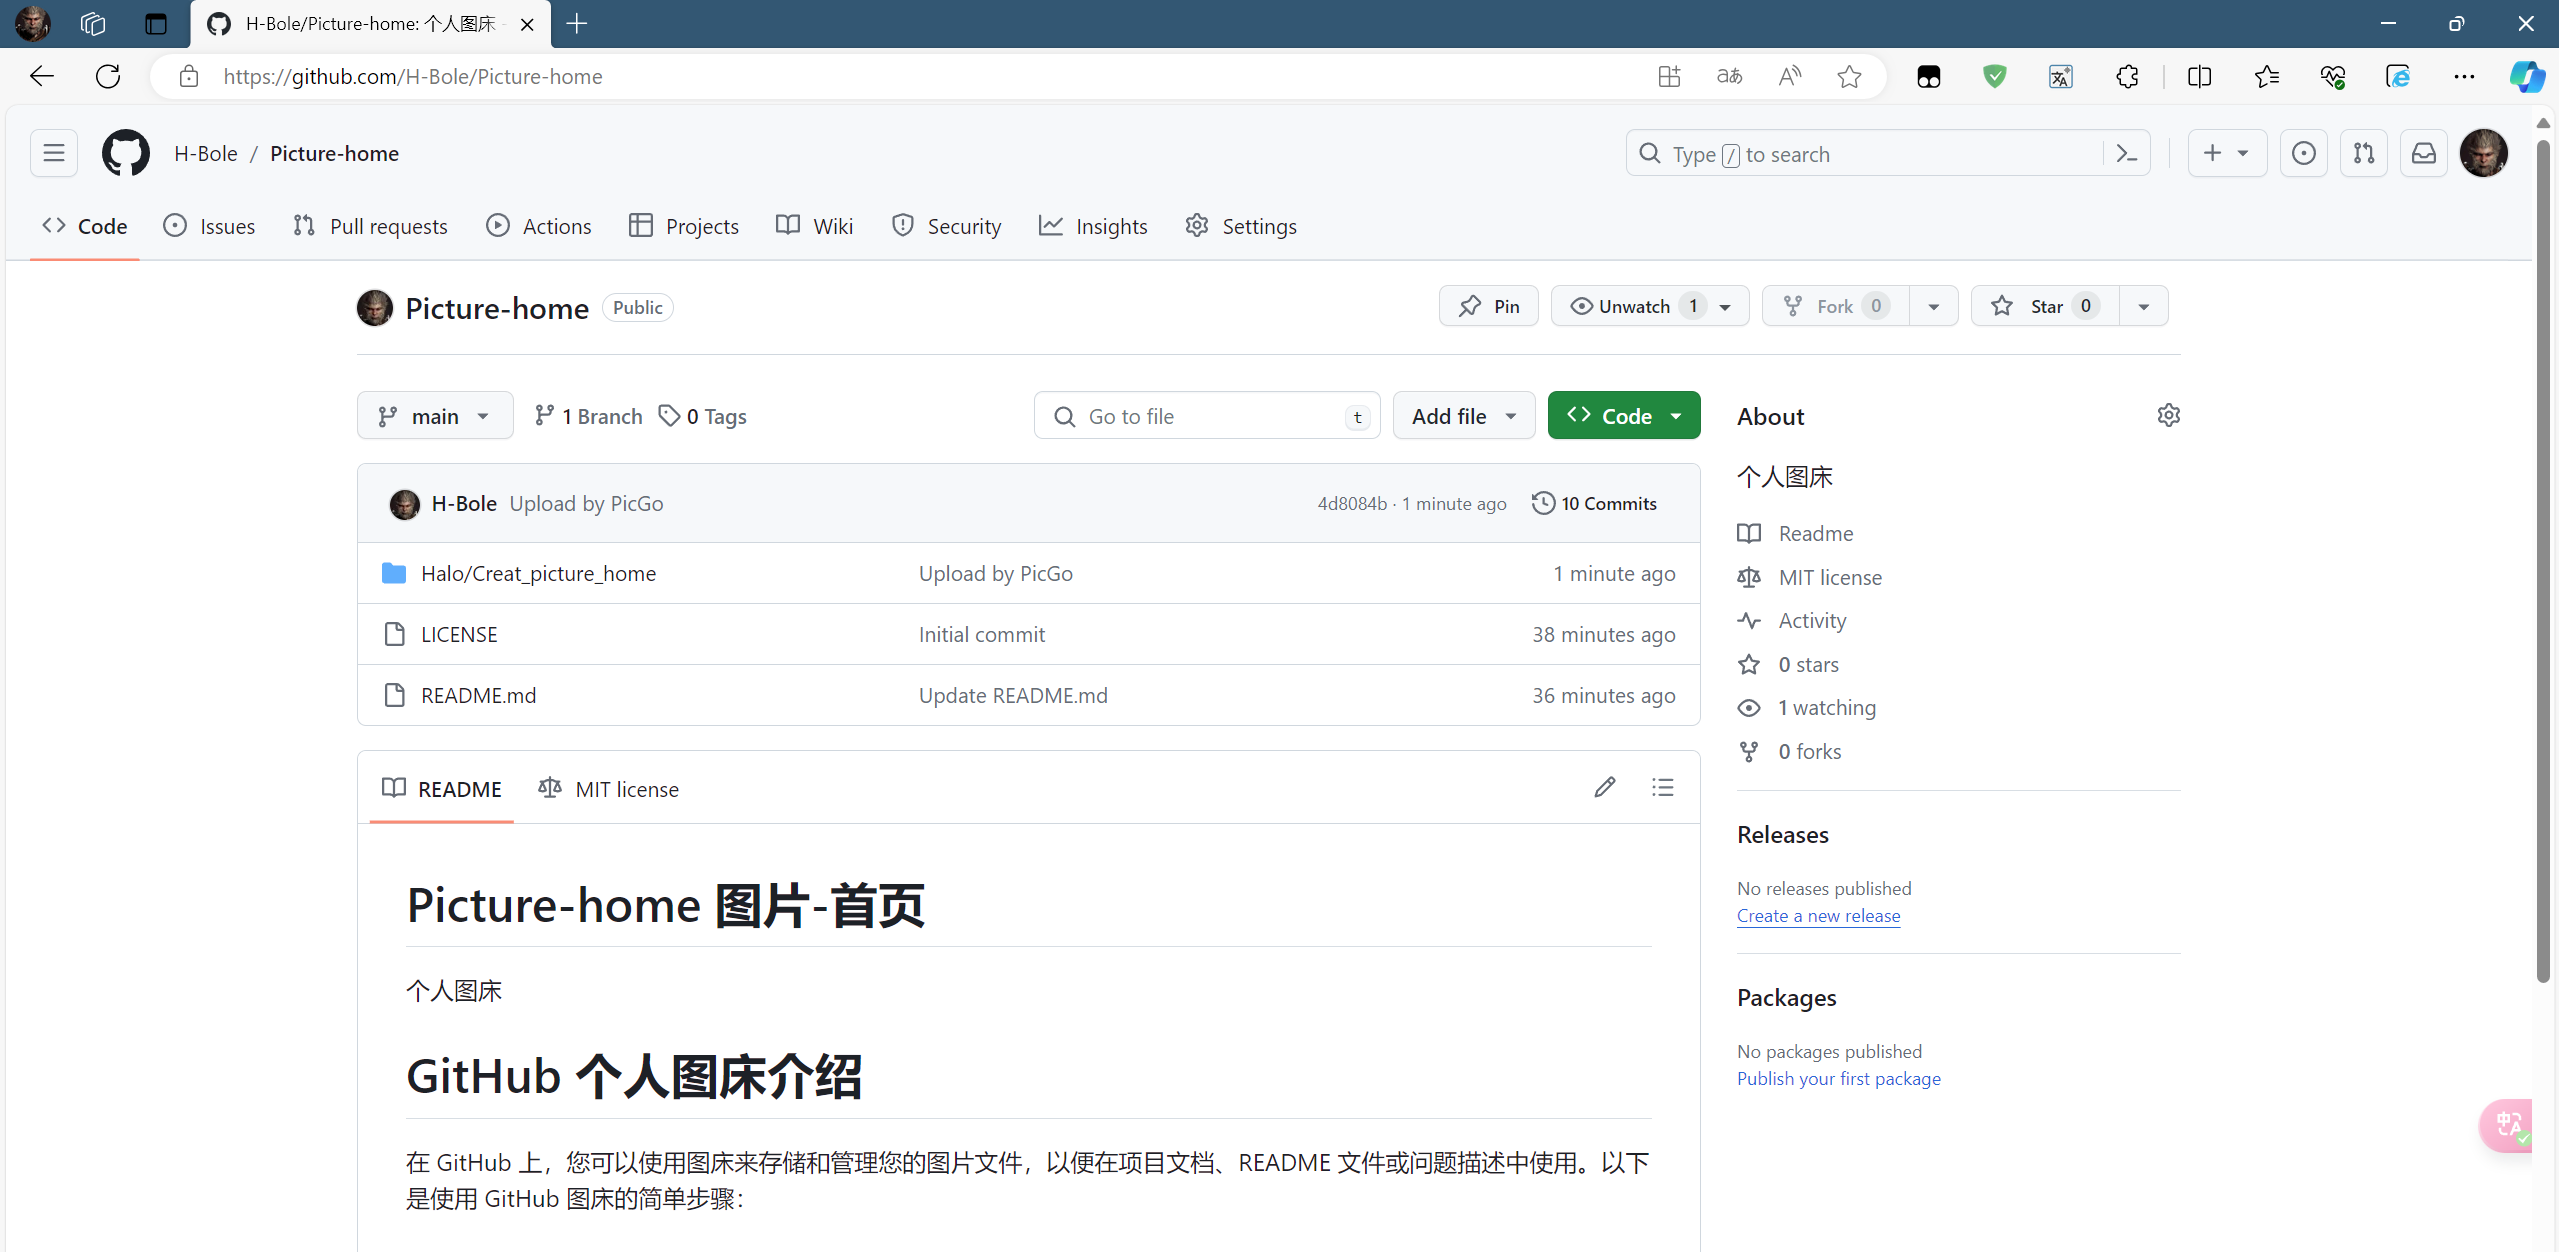 H-Bole/Picture-home: 个人图床 -
https://github.com/H-Bole/Picture-home
H-Bole / Picture-home
Type / to search
Code Issues Pull requests Actions Projects Wiki Security Insights Settings
Picture-home Public
Pin Unwatch 1 Fork 0 Star 0
main 1 Branch 0 Tags Go to file t Add file Code
H-Bole Upload by PicGo 4d8084b · 1 minute ago 10 Commits
Halo/Creat_picture_home Upload by PicGo 1 minute ago
LICENSE Initial commit 38 minutes ago
README.md Update README.md 36 minutes ago
README MIT license
Picture-home 图片-首页
个人图床
GitHub 个人图床介绍
在 GitHub 上，您可以使用图床来存储和管理您的图片文件，以便在项目文档、README 文件或问题描述中使用。以下
是使用 GitHub 图床的简单步骤：
About
个人图床
Readme
MIT license
Activity
0 stars
1 watching
0 forks
Releases
No releases published
Create a new release
Packages
No packages published
Publish your first package